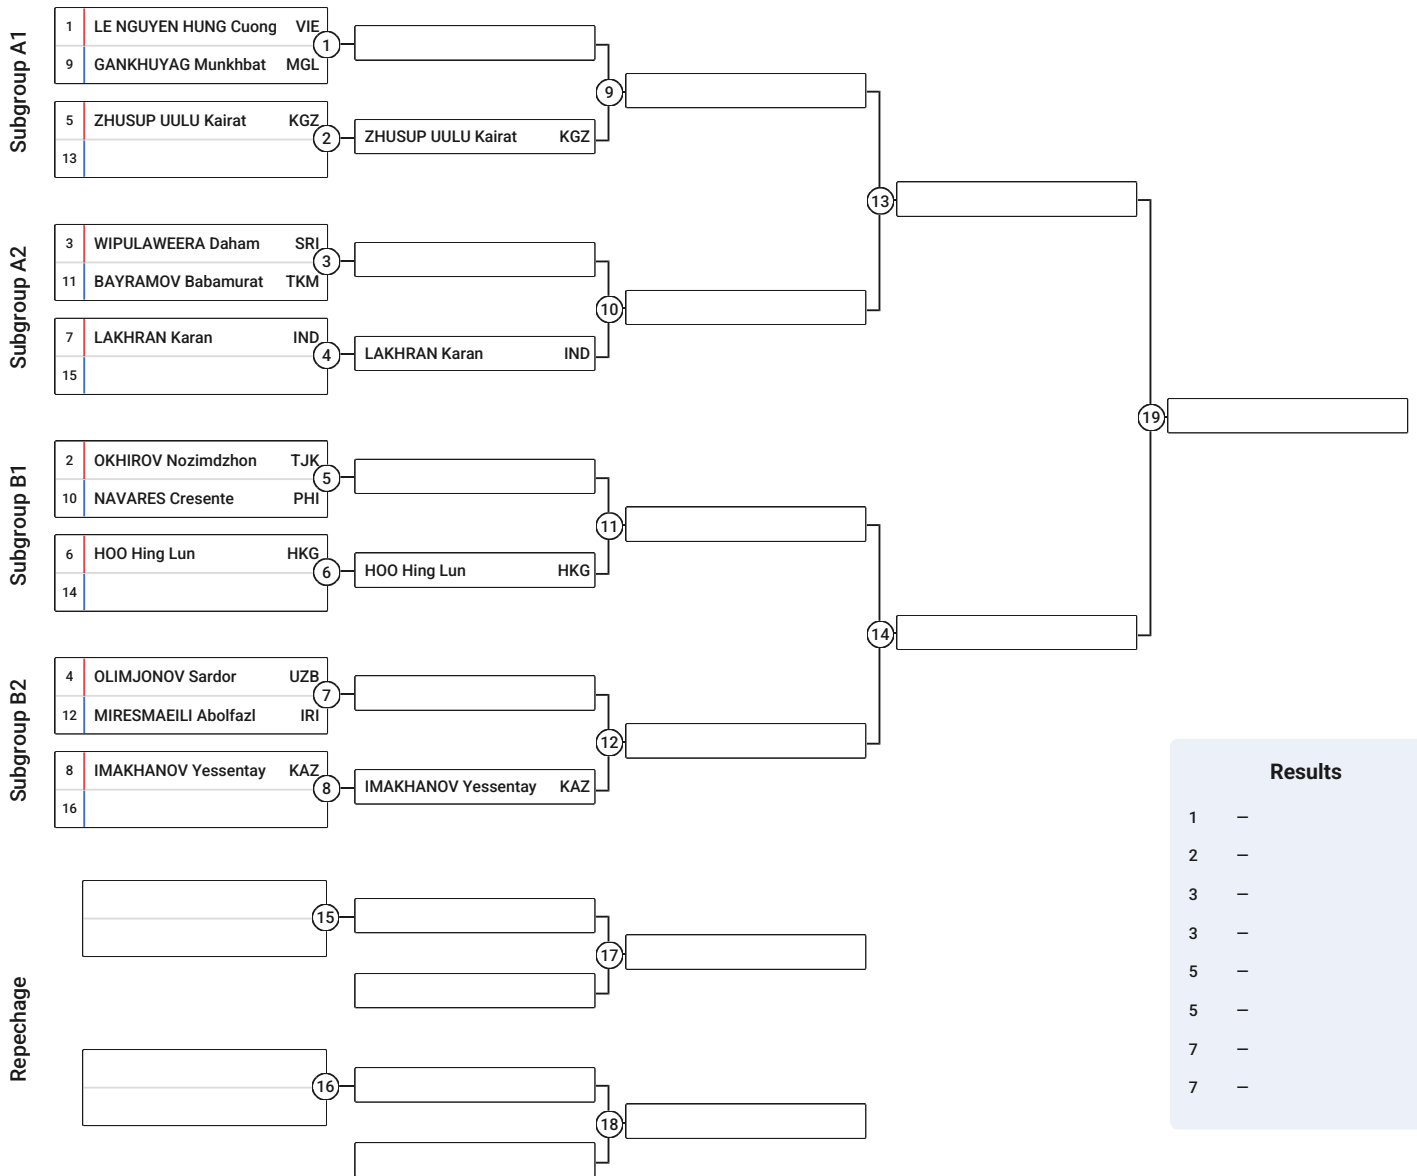 Subgroup A1
1 LE NGUYEN HUNG Cuong VIE
9 GANKHUYAG Munkhbat MGL
1
5 ZHUSUP UULU Kairat KGZ
13
2
ZHUSUP UULU Kairat KGZ
9
Subgroup A2
3 WIPULAWEERA Daham SRI
11 BAYRAMOV Babamurat TKM
3
7 LAKHRAN Karan IND
15
4
LAKHRAN Karan IND
10
13
Subgroup B1
2 OKHIROV Nozimdzhon TJK
10 NAVARES Cresente PHI
5
6 HOO Hing Lun HKG
14
6
HOO Hing Lun HKG
11
Subgroup B2
4 OLIMJONOV Sardor UZB
12 MIRESMAEILI Abolfazl IRI
7
8 IMAKHANOV Yessentay KAZ
16
8
IMAKHANOV Yessentay KAZ
12
14
19
Repechage
15
17
16
18
Results
1 –
2 –
3 –
3 –
5 –
5 –
7 –
7 –